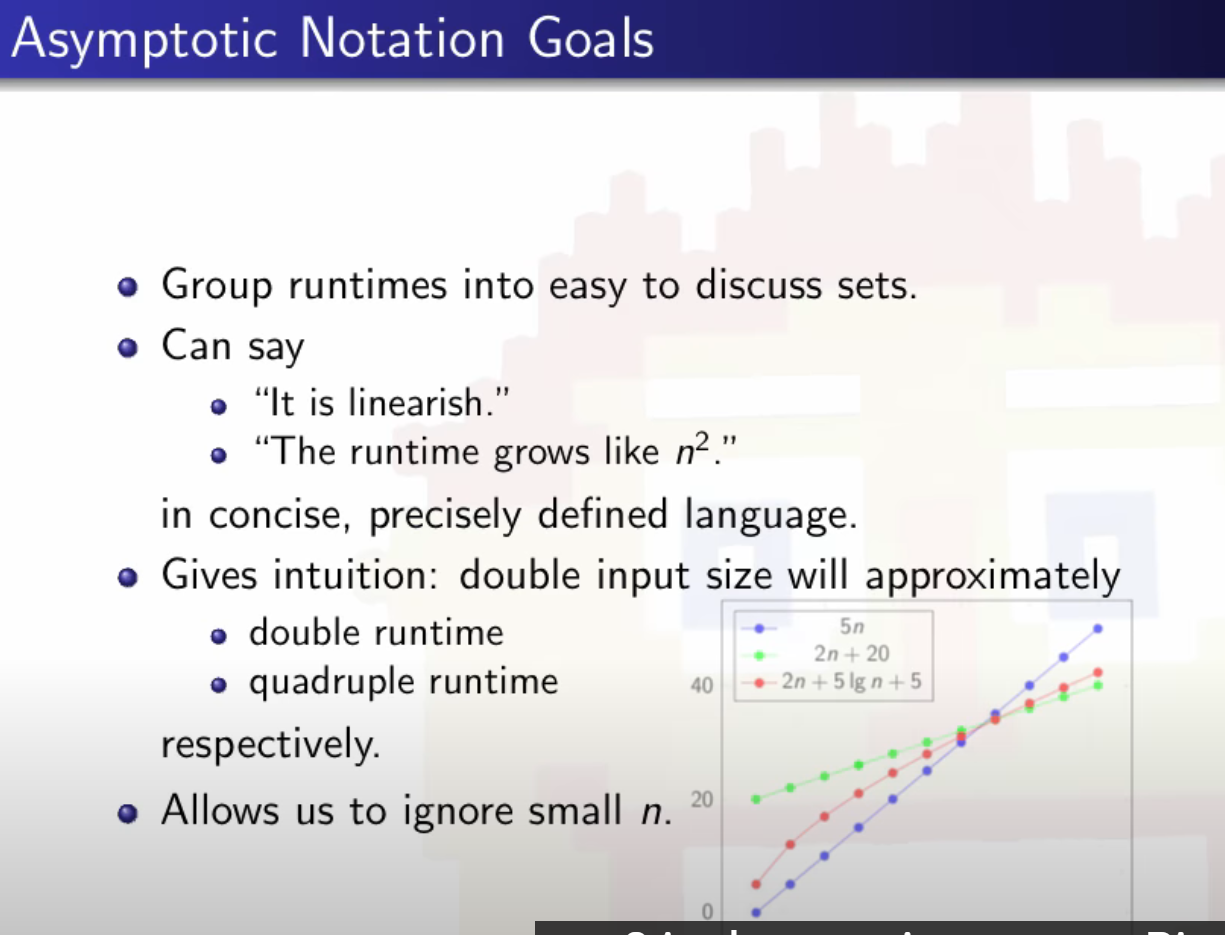 Asymptotic Notation Goals
Group runtimes into easy to discuss sets.
Can say
“It is linearish.”
“The runtime grows like n².”
in concise, precisely defined language.
Gives intuition: double input size will approximately
double runtime
quadruple runtime
respectively.
Allows us to ignore small n.
5n
2n + 20
2n + 5 lg n + 5
40
20
0